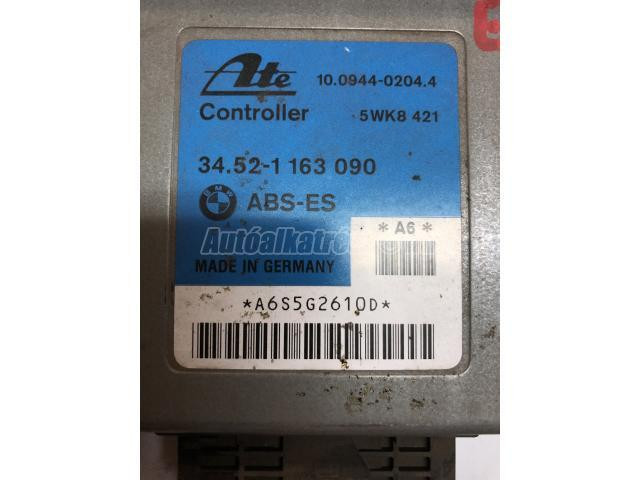 Ate
10.0944-0204.4
Controller
5WK8 421
34.52-1 163 090
BMW
ABS-ES
* A6 *
Autóalkatré
MADE IN GERMANY
*A6S5G2610D*